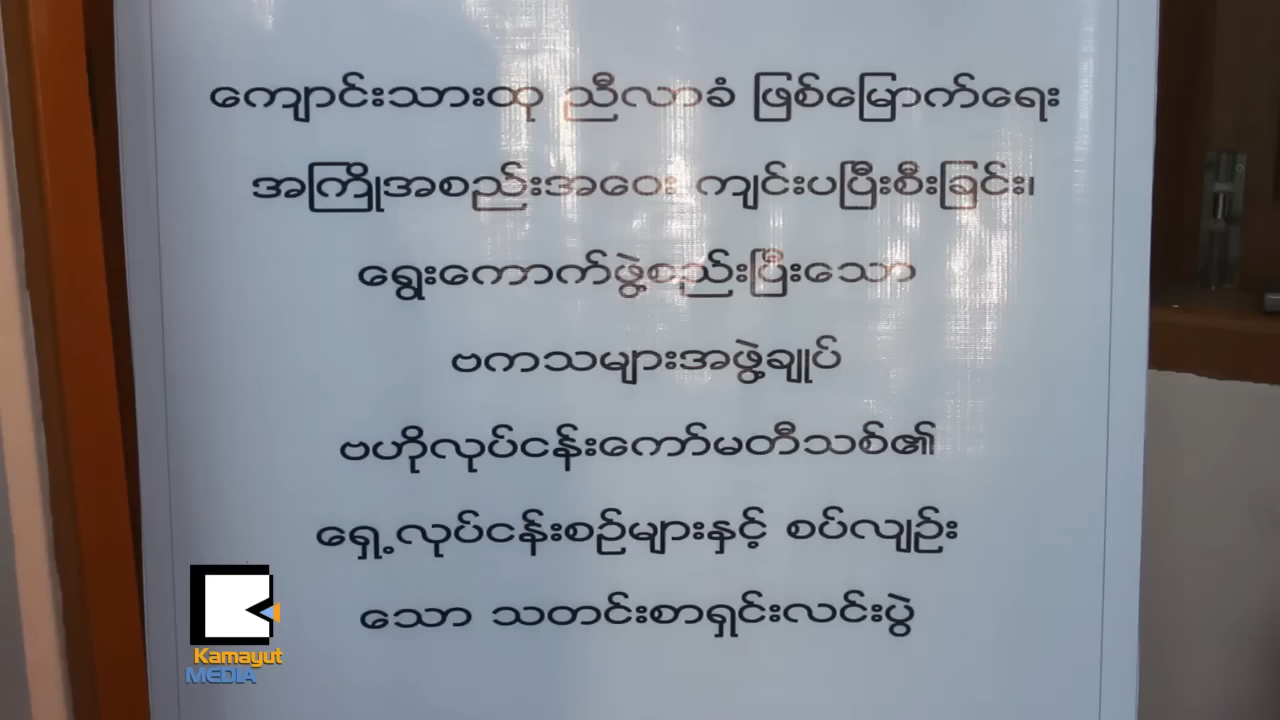 ကျောင်းသားထု ညီလာခံ ဖြစ်မြောက်ရေး
အကြိုအစည်းအဝေး ကျင်းပပြီးစီးခြင်း၊
ရွေးကောက်ဖွဲ့စည်းပြီးသော
ဗကသများအဖွဲ့ချုပ်
ဗဟိုလုပ်ငန်းကော်မတီသစ်၏
ရှေ့လုပ်ငန်းစဉ်များနှင့် စပ်လျဉ်း
သော သတင်းစာရှင်းလင်းပွဲ
Kamayut
MEDIA